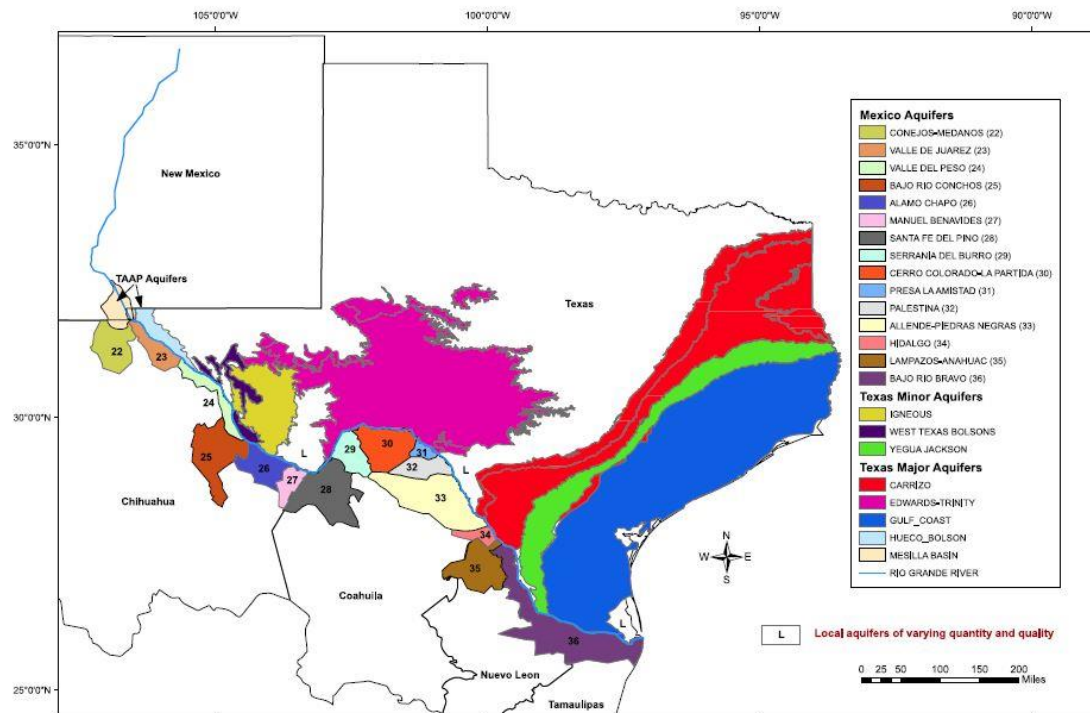 105°0'0"W
100°0'0"W
95°0'0"W
90°0'0"W
35°0'0"N
30°0'0"N
25°0'0"N
New Mexico
TAAP Aquifers
Texas
22
23
24
25
26
27
28
29
30
31
32
33
34
35
36
L
L
L
Chihuahua
Coahuila
Nuevo Leon
Tamaulipas
N
W E
S
Mexico Aquifers
CONEJOS-MEDANOS (22)
VALLE DE JUAREZ (23)
VALLE DEL PESO (24)
BAJO RIO CONCHOS (25)
ALAMO CHAPO (26)
MANUEL BENAVIDES (27)
SANTA FE DEL PINO (28)
SERRANÍA DEL BURRO (29)
CERRO COLORADO-LA PARTIDA (30)
PRESA LA AMISTAD (31)
PALESTINA (32)
ALLENDE-PIEDRAS NEGRAS (33)
HIDALGO (34)
LAMPAZOS-ANAHUAC (35)
BAJO RIO BRAVO (36)
Texas Minor Aquifers
IGNEOUS
WEST TEXAS BOLSONS
YEGUA JACKSON
Texas Major Aquifers
CARRIZO
EDWARDS-TRINITY
GULF_COAST
HUECO_BOLSON
MESILLA BASIN
RIO GRANDE RIVER
L Local aquifers of varying quantity and quality
0 25 50 100 150 200
Miles